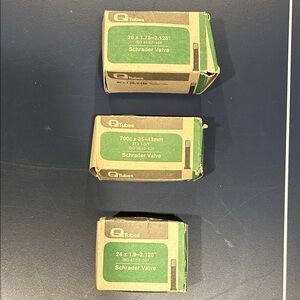 Q Tubes
20 x 1.75-2.125"
Schrader Valve
Q Tubes
700c x 35-43mm
Schrader Valve
Q Tubes
Q Tubes
24 x 1.9-2.125"
Schrader Valve